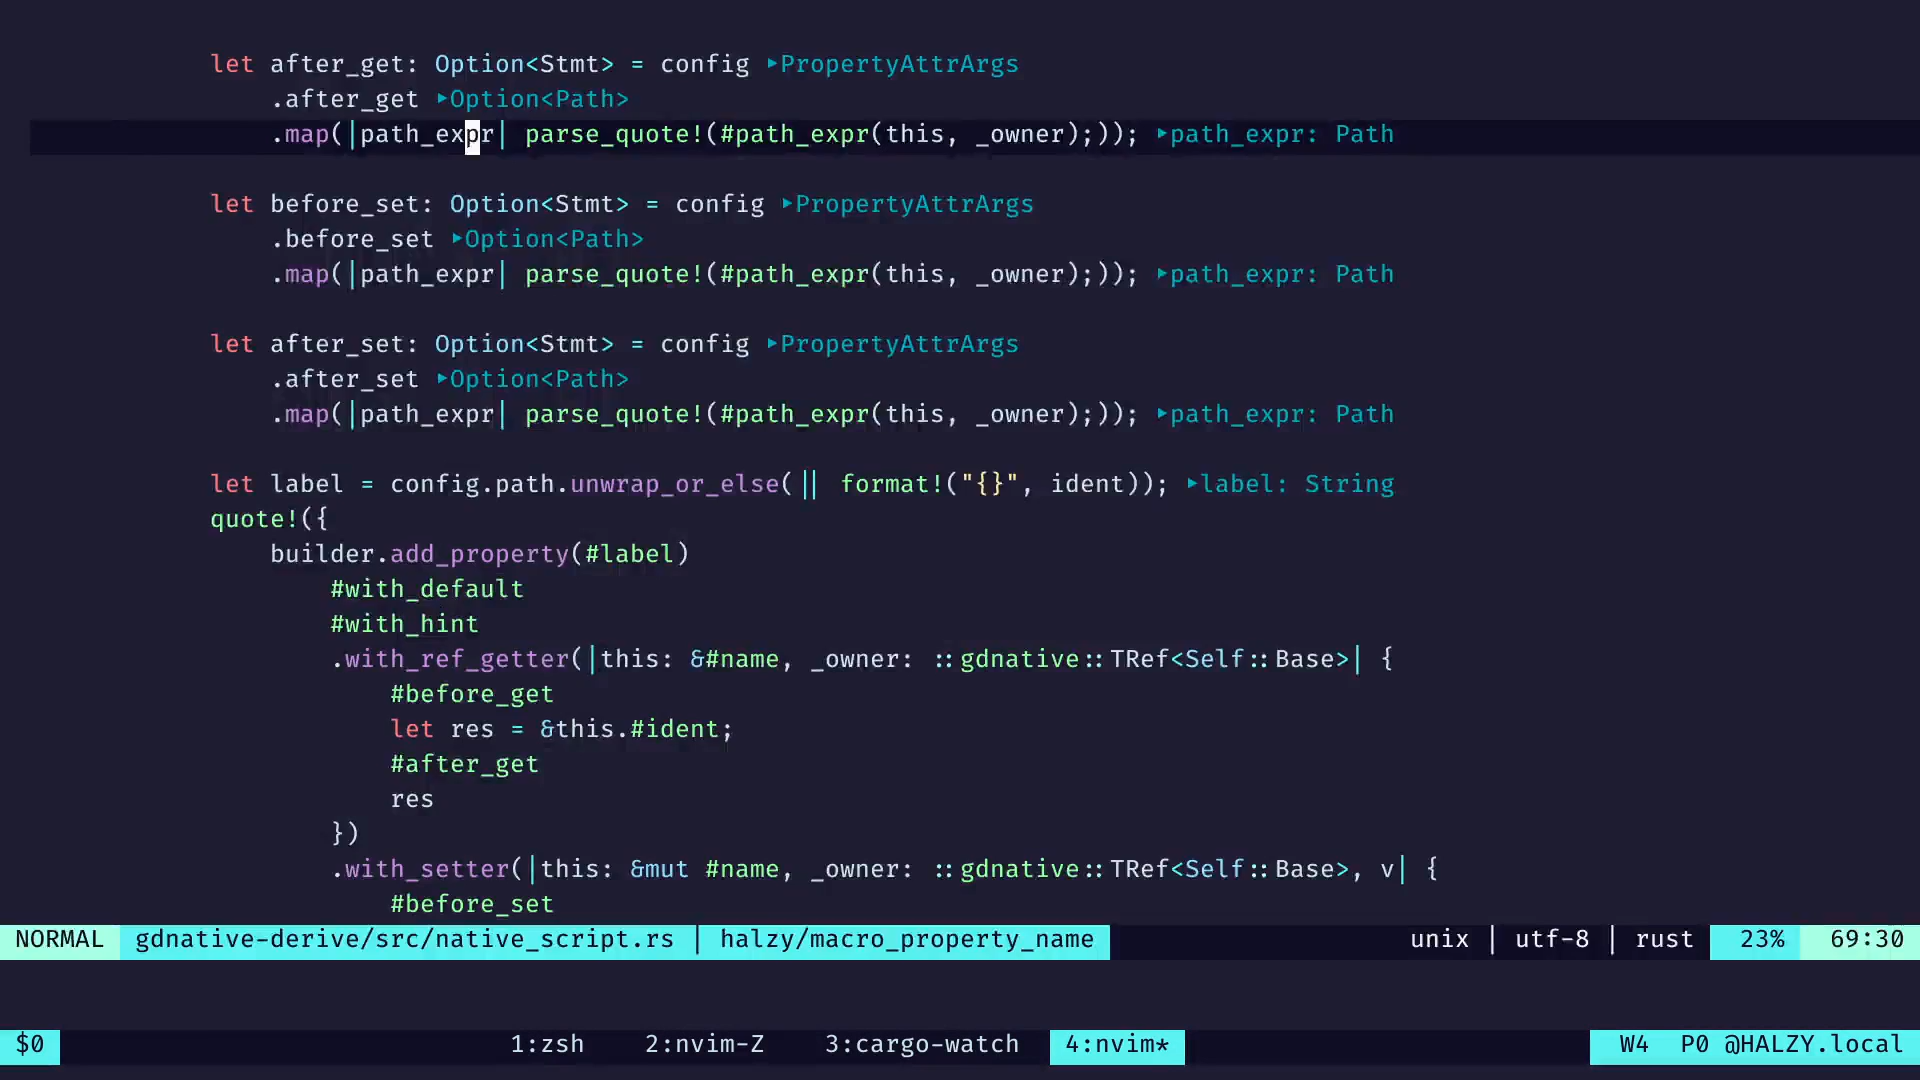 let after_get: Option<Stmt> = config ‣PropertyAttrArgs
    .after_get ‣Option<Path>
    .map(|path_expr| parse_quote!(#path_expr(this, _owner);)); ‣path_expr: Path
let before_set: Option<Stmt> = config ‣PropertyAttrArgs
    .before_set ‣Option<Path>
    .map(|path_expr| parse_quote!(#path_expr(this, _owner);)); ‣path_expr: Path
let after_set: Option<Stmt> = config ‣PropertyAttrArgs
    .after_set ‣Option<Path>
    .map(|path_expr| parse_quote!(#path_expr(this, _owner);)); ‣path_expr: Path
let label = config.path.unwrap_or_else(|| format!("{}", ident)); ‣label: String
quote!({
    builder.add_property(#label)
        #with_default
        #with_hint
        .with_ref_getter(|this: &#name, _owner: ::gdnative::TRef<Self::Base>| {
            #before_get
            let res = &this.#ident;
            #after_get
            res
        })
        .with_setter(|this: &mut #name, _owner: ::gdnative::TRef<Self::Base>, v| {
            #before_set
NORMAL gdnative-derive/src/native_script.rs | halzy/macro_property_name unix | utf-8 | rust 23% 69:30
$0 1:zsh 2:nvim-Z 3:cargo-watch 4:nvim* W4 P0 @HALZY.local